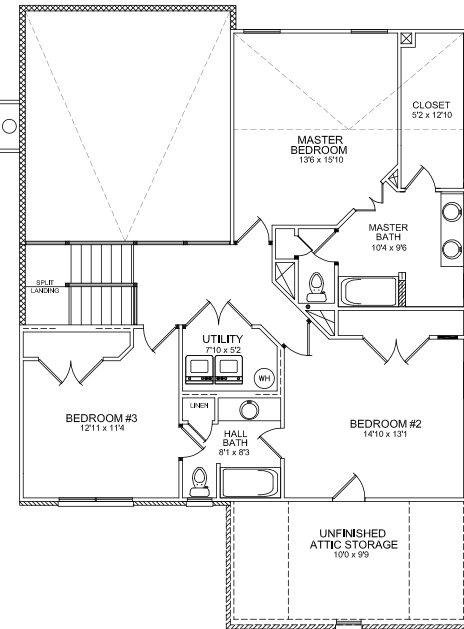 CLOSET
5'2 x 12'10
MASTER
BEDROOM
13'6 x 15'10
MASTER
BATH
10'4 x 9'6
SPLIT
LANDING
UTILITY
7'10 x 5'2
WH
LINEN
BEDROOM #3
12'11 x 11'4
HALL
BATH
8'1 x 8'3
BEDROOM #2
14'10 x 13'1
UNFINISHED
ATTIC STORAGE
10'0 x 9'9